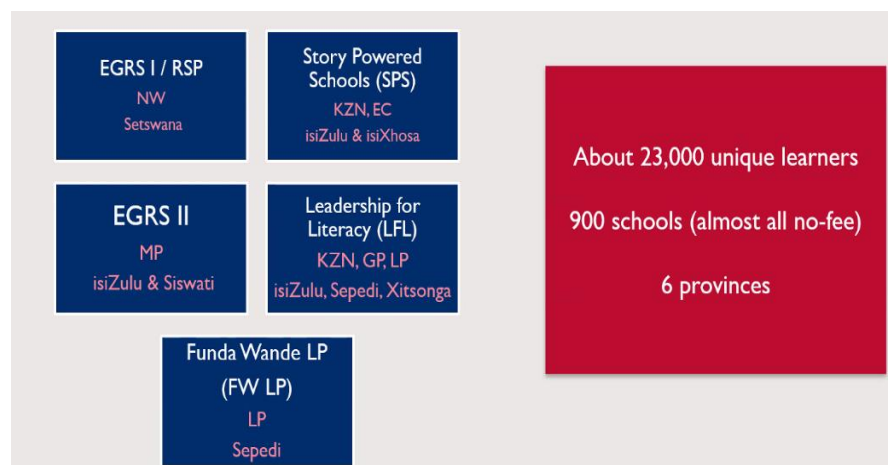 EGRS I / RSP
NW
Setswana
Story Powered
Schools (SPS)
KZN, EC
isiZulu & isiXhosa
EGRS II
MP
isiZulu & Siswati
Leadership for
Literacy (LFL)
KZN, GP, LP
isiZulu, Sepedi, Xitsonga
Funda Wande LP
(FW LP)
LP
Sepedi
About 23,000 unique learners
900 schools (almost all no-fee)
6 provinces